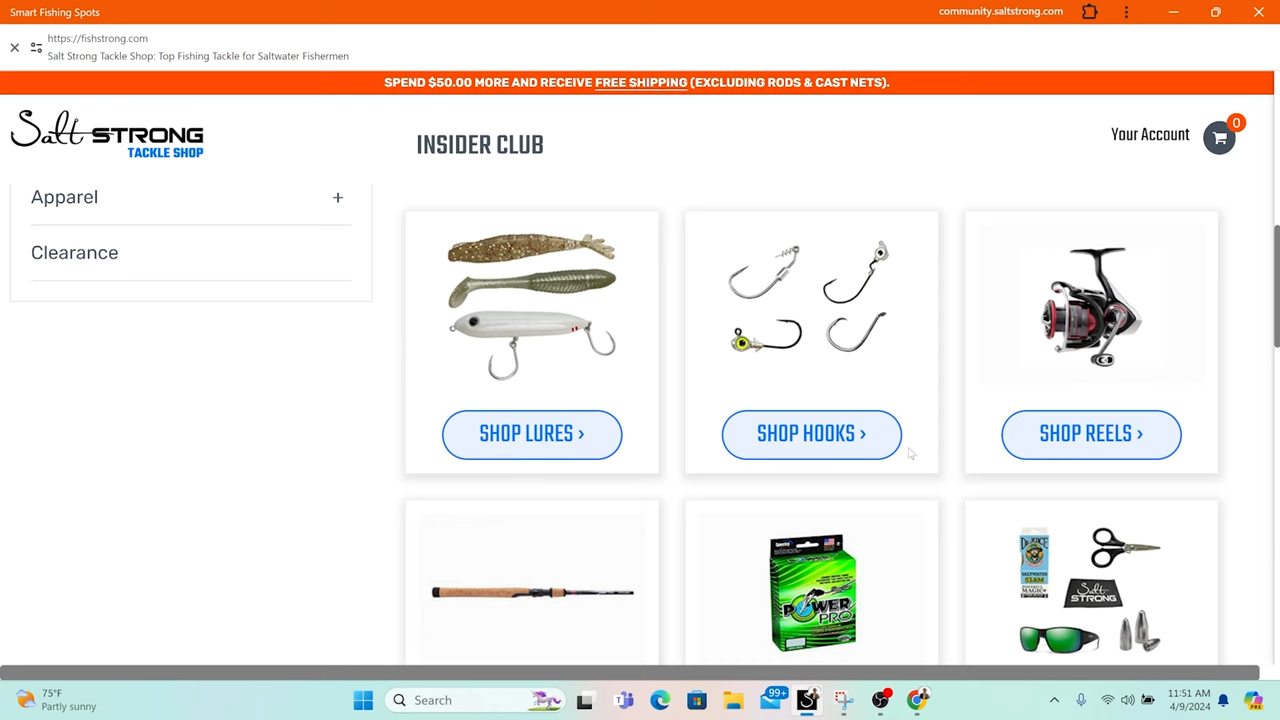 Smart Fishing Spots
community.saltstrong.com
https://fishstrong.com
Salt Strong Tackle Shop: Top Fishing Tackle for Saltwater Fishermen
SPEND $50.00 MORE AND RECEIVE FREE SHIPPING (EXCLUDING RODS & CAST NETS).
Salt STRONG
TACKLE SHOP
INSIDER CLUB
Your Account
0
Apparel
+
Clearance
SHOP LURES ›
SHOP HOOKS ›
SHOP REELS ›
POWER
PRO
Salt
STRONG
75°F
Partly sunny
Search
99+
11:51 AM
4/9/2024
PRE